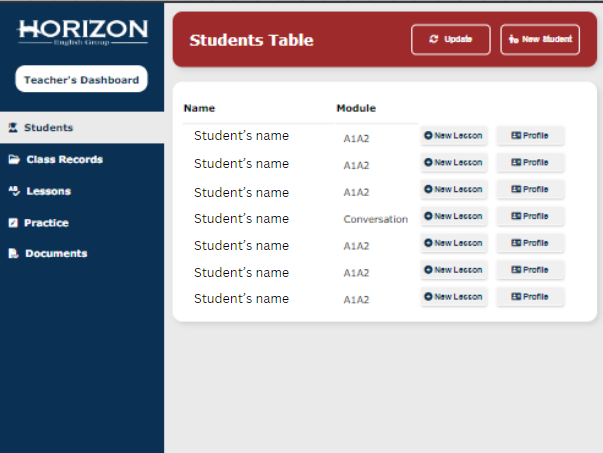 HORIZON
English Group
Teacher's Dashboard
Students
Class Records
Lessons
Practice
Documents
Students Table
Update
New Student
Name Module
Student's name A1A2 New Lesson Profile
Student's name A1A2 New Lesson Profile
Student's name A1A2 New Lesson Profile
Student's name Conversation New Lesson Profile
Student's name A1A2 New Lesson Profile
Student's name A1A2 New Lesson Profile
Student's name A1A2 New Lesson Profile